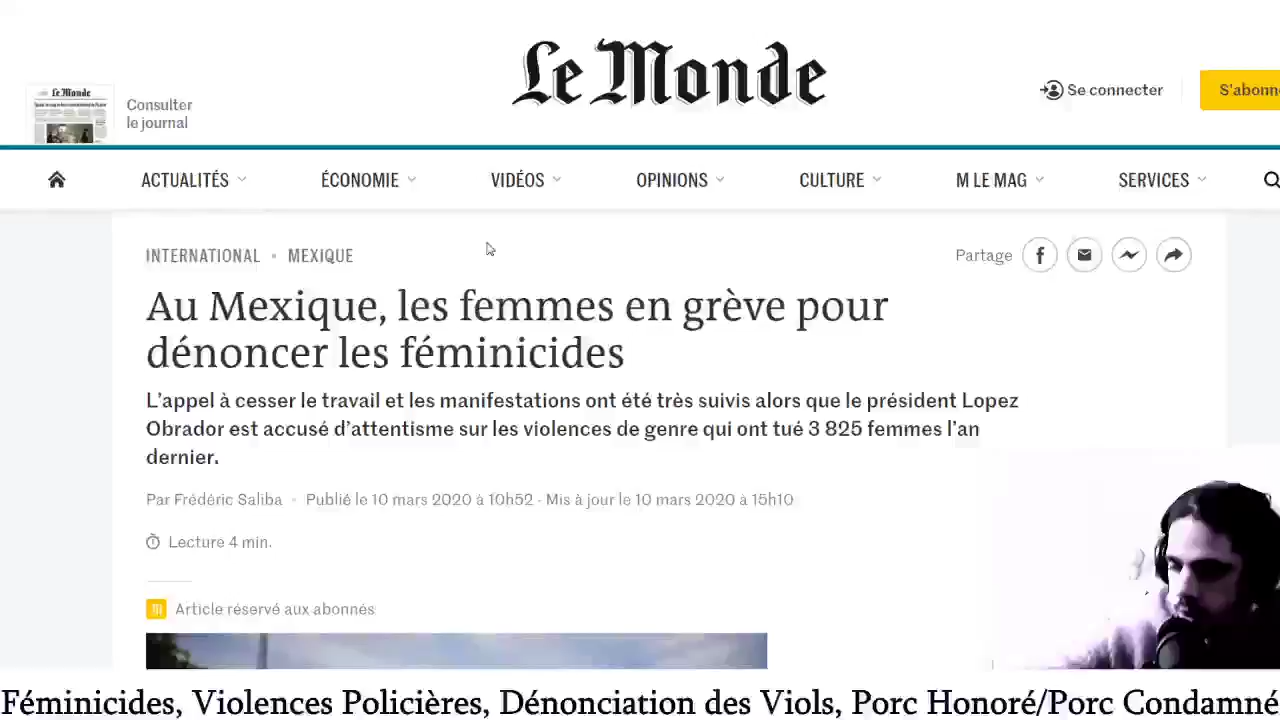 Le Monde
Le Monde
Consulter
le journal
Se connecter
S'abonn
ACTUALITÉS
ÉCONOMIE
VIDÉOS
OPINIONS
CULTURE
M LE MAG
SERVICES
INTERNATIONAL • MEXIQUE
Partage
Au Mexique, les femmes en grève pour
dénoncer les féminicides
L'appel à cesser le travail et les manifestations ont été très suivis alors que le président Lopez
Obrador est accusé d'attentisme sur les violences de genre qui ont tué 3 825 femmes l'an
dernier.
Par Frédéric Saliba • Publié le 10 mars 2020 à 10h52 - Mis à jour le 10 mars 2020 à 15h10
Lecture 4 min.
Article réservé aux abonnés
Féminicides, Violences Policières, Dénonciation des Viols, Porc Honoré/Porc Condamné